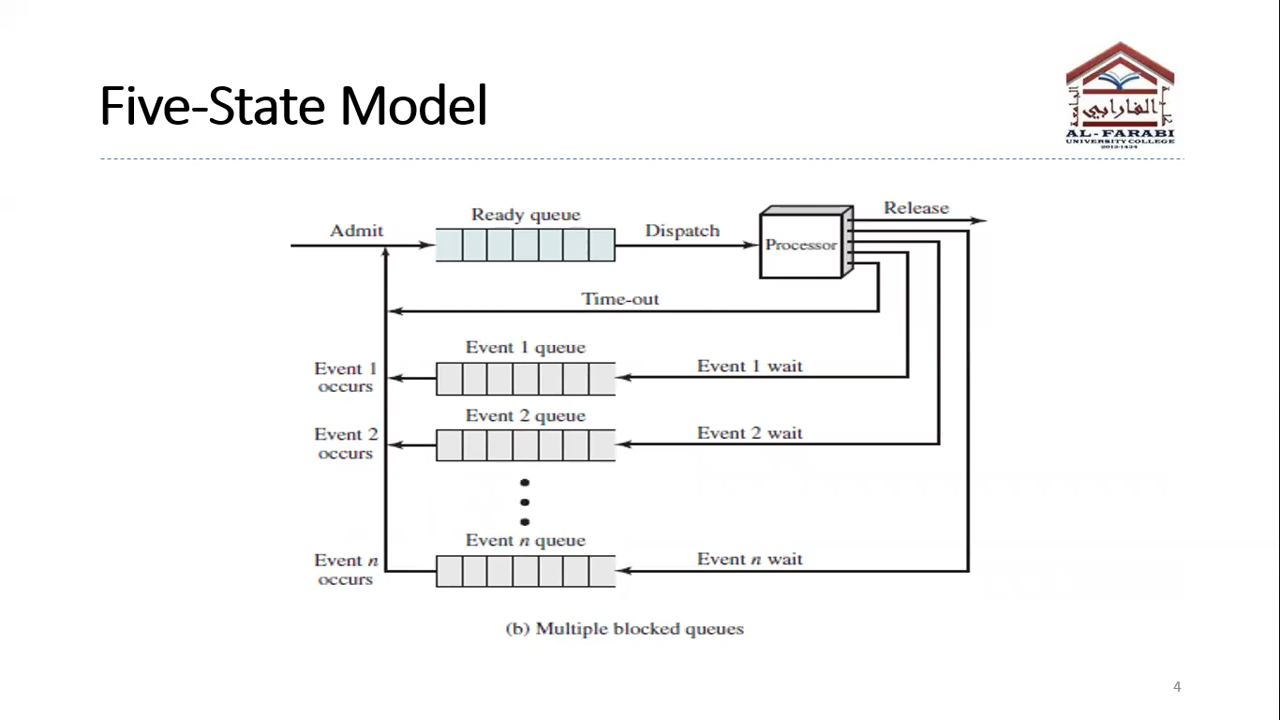 Five-State Model
الجامعة
الفارابي
AL-FARABI
UNIVERSITY COLLEGE
Ready queue
Admit
Dispatch
Processor
Release
Time-out
Event 1 queue
Event 1
occurs
Event 1 wait
Event 2 queue
Event 2
occurs
Event 2 wait
Event n queue
Event n
occurs
Event n wait
(b) Multiple blocked queues
4